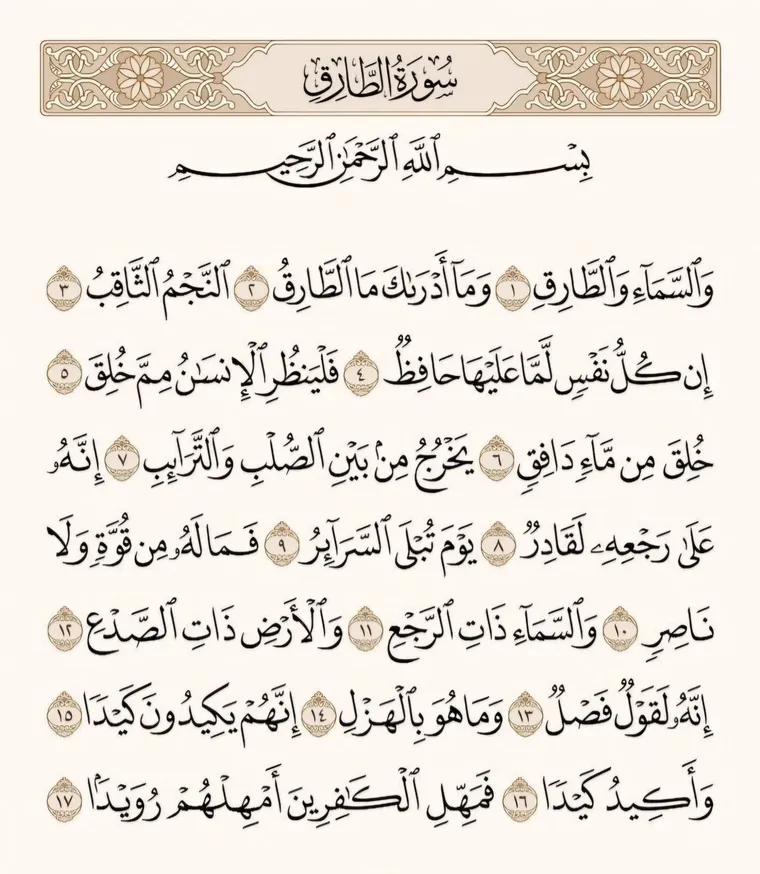 سُورَةُ الطَّارِقِ
بِسْمِ ٱللَّهِ ٱلرَّحْمَٰنِ ٱلرَّحِيمِ
وَٱلسَّمَآءِ وَٱلطَّارِقِ ١ وَمَآ أَدْرَىٰكَ مَا ٱلطَّارِقُ ٢ ٱلنَّجْمُ ٱلثَّاقِبُ ٣
إِن كُلُّ نَفْسٍ لَّمَّا عَلَيْهَا حَافِظٌ ٤ فَلْيَنظُرِ ٱلْإِنسَٰنُ مِمَّ خُلِقَ ٥
خُلِقَ مِن مَّآءٍ دَافِقٍ ٦ يَخْرُجُ مِنۢ بَيْنِ ٱلصُّلْبِ وَٱلتَّرَآئِبِ ٧ إِنَّهُۥ
عَلَىٰ رَجْعِهِۦ لَقَادِرٌ ٨ يَوْمَ تُبْلَى ٱلسَّرَآئِرُ ٩ فَمَا لَهُۥ مِن قُوَّةٍ وَلَا
نَاصِرٍ ١٠ وَٱلسَّمَآءِ ذَاتِ ٱلرَّجْعِ ١١ وَٱلْأَرْضِ ذَاتِ ٱلصَّدْعِ ١٢
إِنَّهُۥ لَقَوْلٌ فَصْلٌ ١٣ وَمَا هُوَ بِٱلْهَزْلِ ١٤ إِنَّهُمْ يَكِيدُونَ كَيْدًا ١٥
وَأَكِيدُ كَيْدًا ١٦ فَمَهِّلِ ٱلْكَٰفِرِينَ أَمْهِلْهُمْ رُوَيْدًۢا ١٧